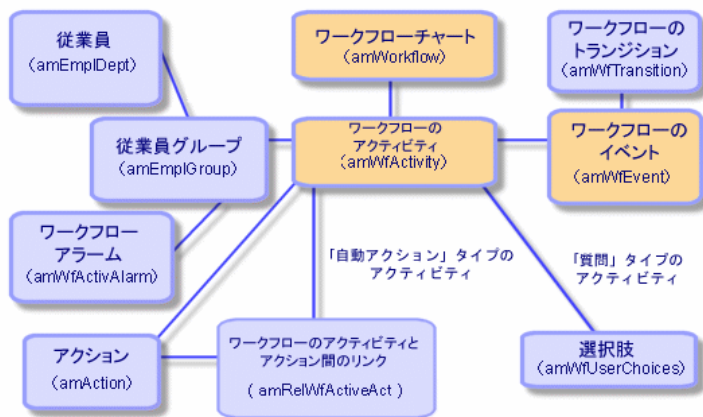 従業員
(amEmplDept)
ワークフローチャート
(amWorkflow)
ワークフローの
トランジション
(amWfTransition)
従業員グループ
(amEmplGroup)
ワークフローの
アクティビティ
(amWfActivity)
ワークフローの
イベント
(amWfEvent)
ワークフロー
アラーム
(amWfActivAlarm)
「自動アクション」タイプの
アクティビティ
「質問」タイプの
アクティビティ
アクション
(amAction)
ワークフローのアクティビティと
アクション間のリンク
( amRelWfActiveAct )
選択肢
(amWfUserChoices)